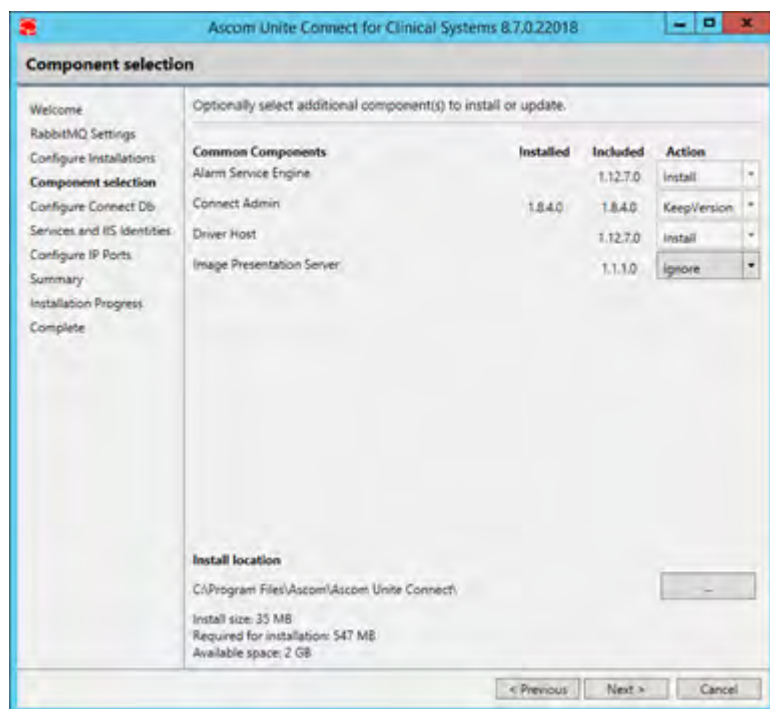 Ascom Unite Connect for Clinical Systems 8.7.0.22018
Component selection
Welcome
RabbitMQ Settings
Configure Installations
Component selection
Configure Connect Db
Services and IIS Identities
Configure IP Ports
Summary
Installation Progress
Complete
Optionally select additional component(s) to install or update.
Common Components Installed Included Action
Alarm Service Engine 1.12.7.0 Install
Connect Admin 1.8.4.0 1.8.4.0 KeepVersion
Driver Host 1.12.7.0 Install
Image Presentation Server 1.1.1.0 Ignore
Install location
C:\Program Files\Ascom\Ascom Unite Connect\
...
Install size: 35 MB
Required for installation: 547 MB
Available space: 2 GB
< Previous Next > Cancel